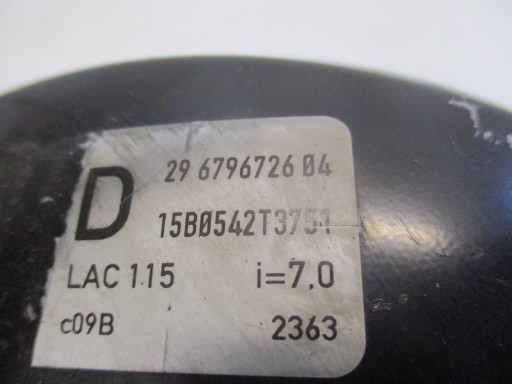 D 29 6796726 04
15B0542T3751
LAC 1.15 i=7,0
c09B 2363